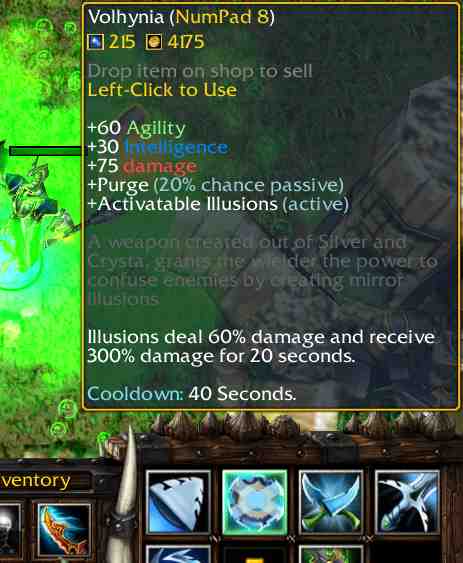 Volhynia (NumPad 8)
215 4175
Drop item on shop to sell
Left-Click to Use
+60 Agility
+30 Intelligence
+75 damage
+Purge (20% chance passive)
+Activatable Illusions (active)
A weapon created out of Silver and
Crysta, grants the wielder the power to
confuse enemies by creating mirror
illusions
Illusions deal 60% damage and receive
300% damage for 20 seconds.
Cooldown: 40 Seconds.
ventory